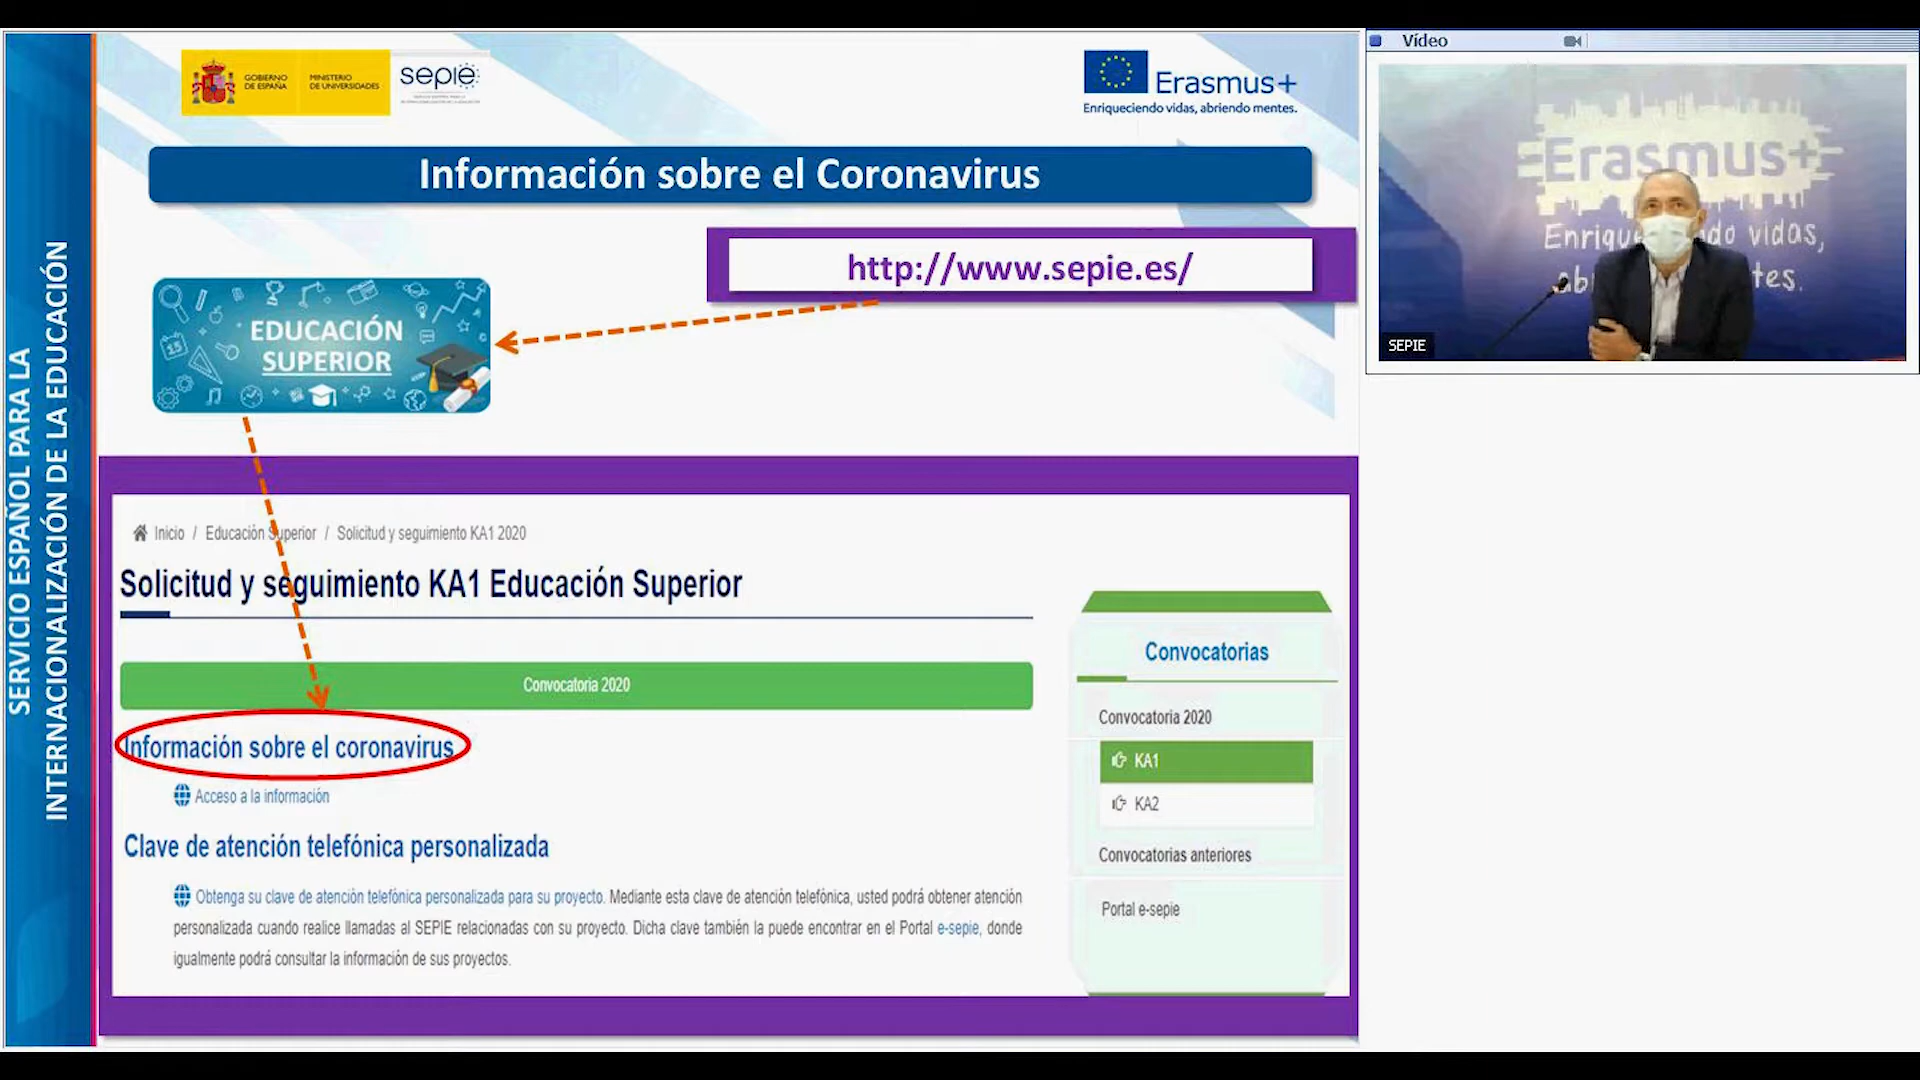 SERVICIO ESPAÑOL PARA LA
INTERNACIONALIZACIÓN DE LA EDUCACIÓN
GOBIERNO
DE ESPAÑA
MINISTERIO
DE UNIVERSIDADES
sepie
Erasmus+
Enriqueciendo vidas, abriendo mentes.
Información sobre el Coronavirus
http://www.sepie.es/
EDUCACIÓN
SUPERIOR
Inicio / Educación Superior / Solicitud y seguimiento KA1 2020
Solicitud y seguimiento KA1 Educación Superior
Convocatoria 2020
Información sobre el coronavirus
Acceso a la información
Clave de atención telefónica personalizada
Obtenga su clave de atención telefónica personalizada para su proyecto. Mediante esta clave de atención telefónica, usted podrá obtener atención
personalizada cuando realice llamadas al SEPIE relacionadas con su proyecto. Dicha clave también la puede encontrar en el Portal e-sepie, donde
igualmente podrá consultar la información de sus proyectos.
Convocatorias
Convocatoria 2020
KA1
KA2
Convocatorias anteriores
Portal e-sepie
Vídeo
Erasmus+
vidas,
SEPIE